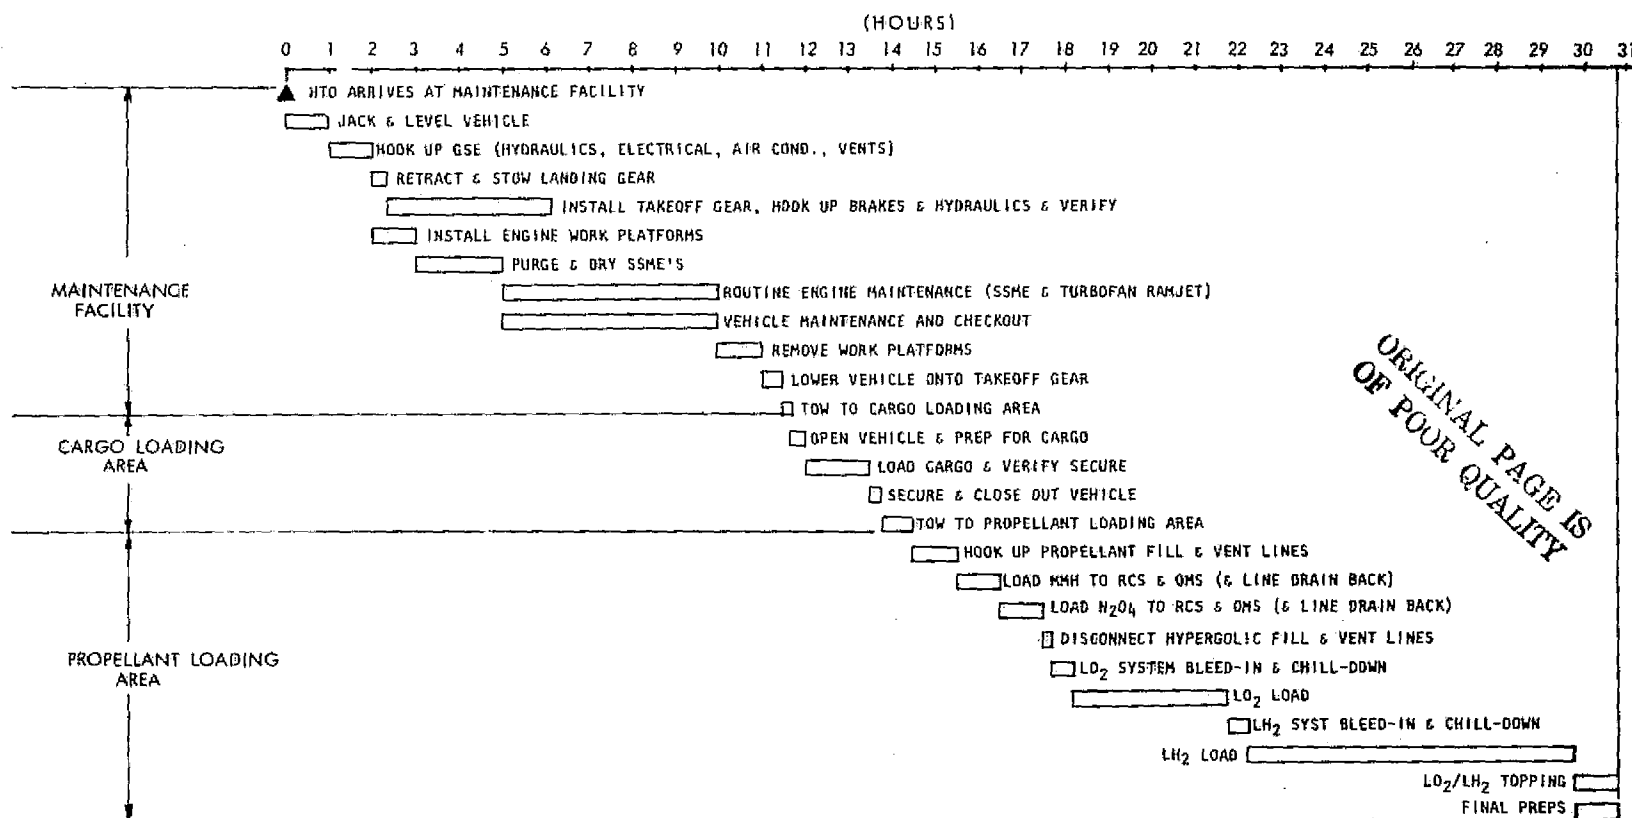 (HOURS)
0 1 2 3 4 5 6 7 8 9 10 11 12 13 14 15 16 17 18 19 20 21 22 23 24 25 26 27 28 29 30 31
HTO ARRIVES AT MAINTENANCE FACILITY
JACK & LEVEL VEHICLE
HOOK UP GSE (HYDRAULICS, ELECTRICAL, AIR COND., VENTS)
RETRACT & STOW LANDING GEAR
INSTALL TAKEOFF GEAR, HOOK UP BRAKES & HYDRAULICS & VERIFY
INSTALL ENGINE WORK PLATFORMS
PURGE & DRY SSME'S
MAINTENANCE
FACILITY
ROUTINE ENGINE MAINTENANCE (SSME & TURBOFAN RAMJET)
VEHICLE MAINTENANCE AND CHECKOUT
REMOVE WORK PLATFORMS
LOWER VEHICLE ONTO TAKEOFF GEAR
TOW TO CARGO LOADING AREA
CARGO LOADING
AREA
OPEN VEHICLE & PREP FOR CARGO
LOAD CARGO & VERIFY SECURE
SECURE & CLOSE OUT VEHICLE
TOW TO PROPELLANT LOADING AREA
ORIGINAL PAGE IS
OF POOR QUALITY
HOOK UP PROPELLANT FILL & VENT LINES
LOAD MMH TO RCS & OMS (& LINE DRAIN BACK)
LOAD N2O4 TO RCS & OMS (& LINE DRAIN BACK)
DISCONNECT HYPERGOLIC FILL & VENT LINES
PROPELLANT LOADING
AREA
LO2 SYSTEM BLEED-IN & CHILL-DOWN
LO2 LOAD
LH2 SYST BLEED-IN & CHILL-DOWN
LH2 LOAD
LO2/LH2 TOPPING
FINAL PREPS